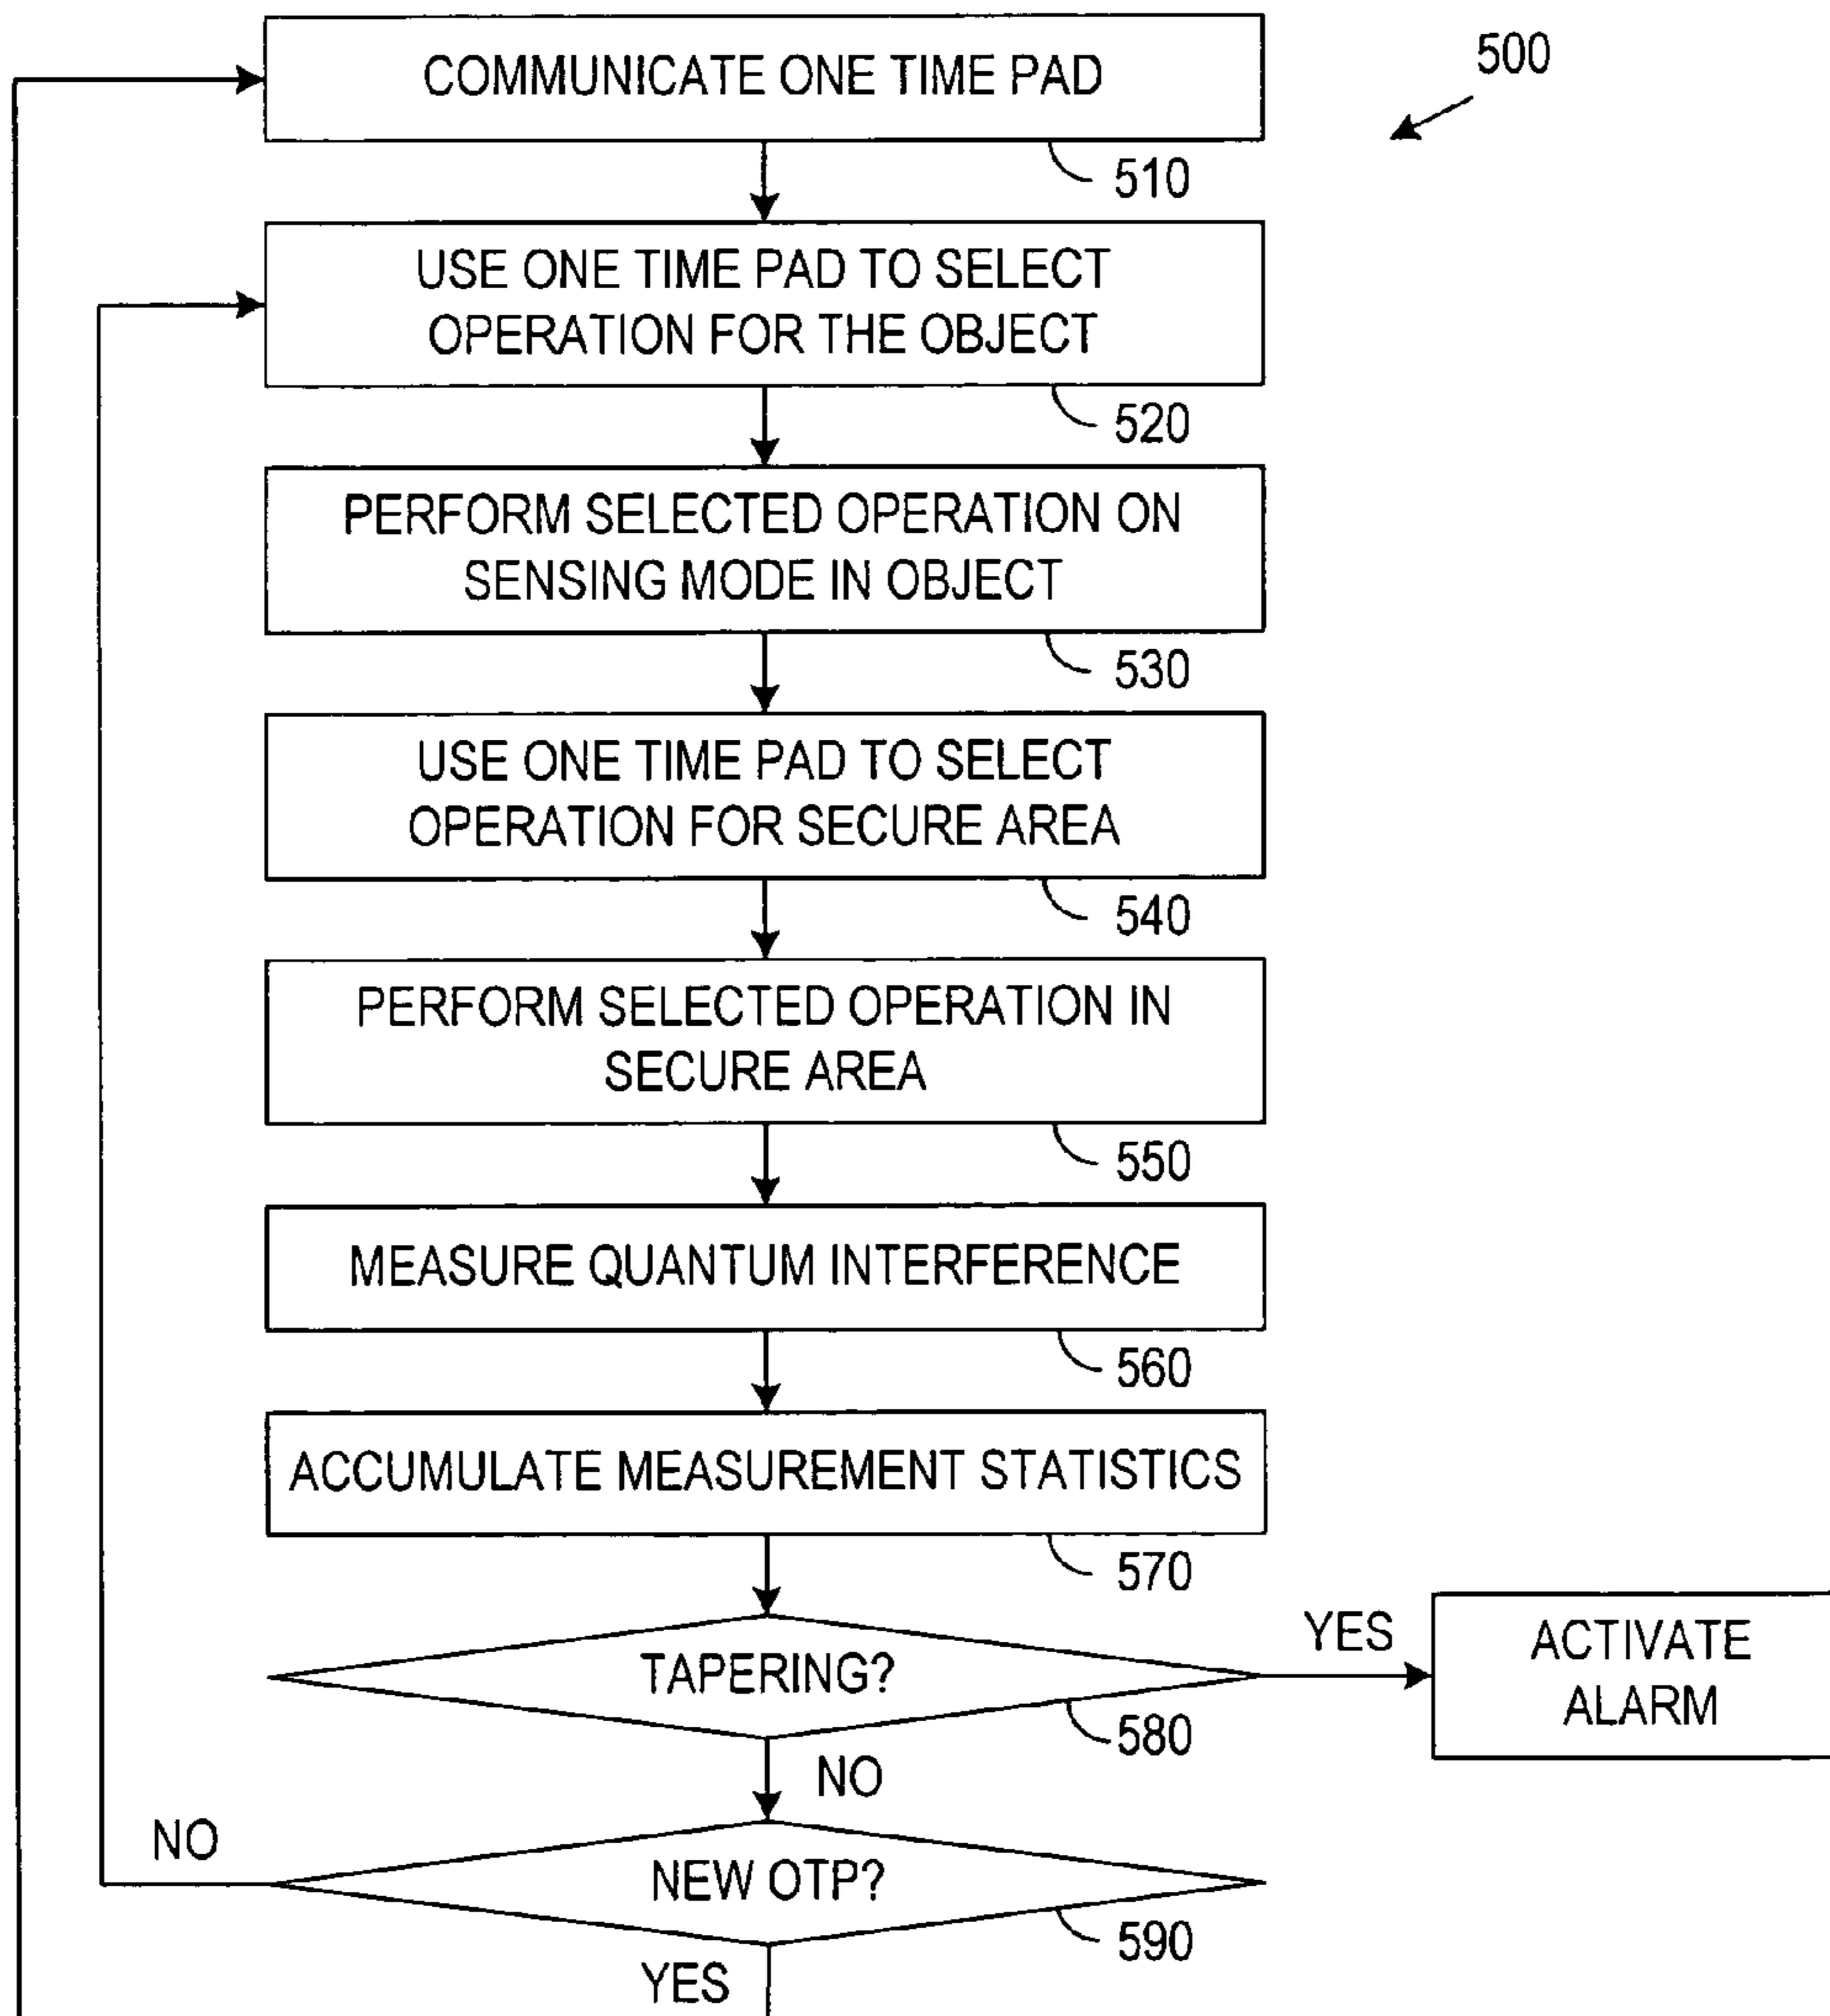 COMMUNICATE ONE TIME PAD
500
510
USE ONE TIME PAD TO SELECT
OPERATION FOR THE OBJECT
520
PERFORM SELECTED OPERATION ON
SENSING MODE IN OBJECT
530
USE ONE TIME PAD TO SELECT
OPERATION FOR SECURE AREA
540
PERFORM SELECTED OPERATION IN
SECURE AREA
550
MEASURE QUANTUM INTERFERENCE
560
ACCUMULATE MEASUREMENT STATISTICS
570
TAPERING?
YES
ACTIVATE
ALARM
580
NO
NO
NEW OTP?
590
YES